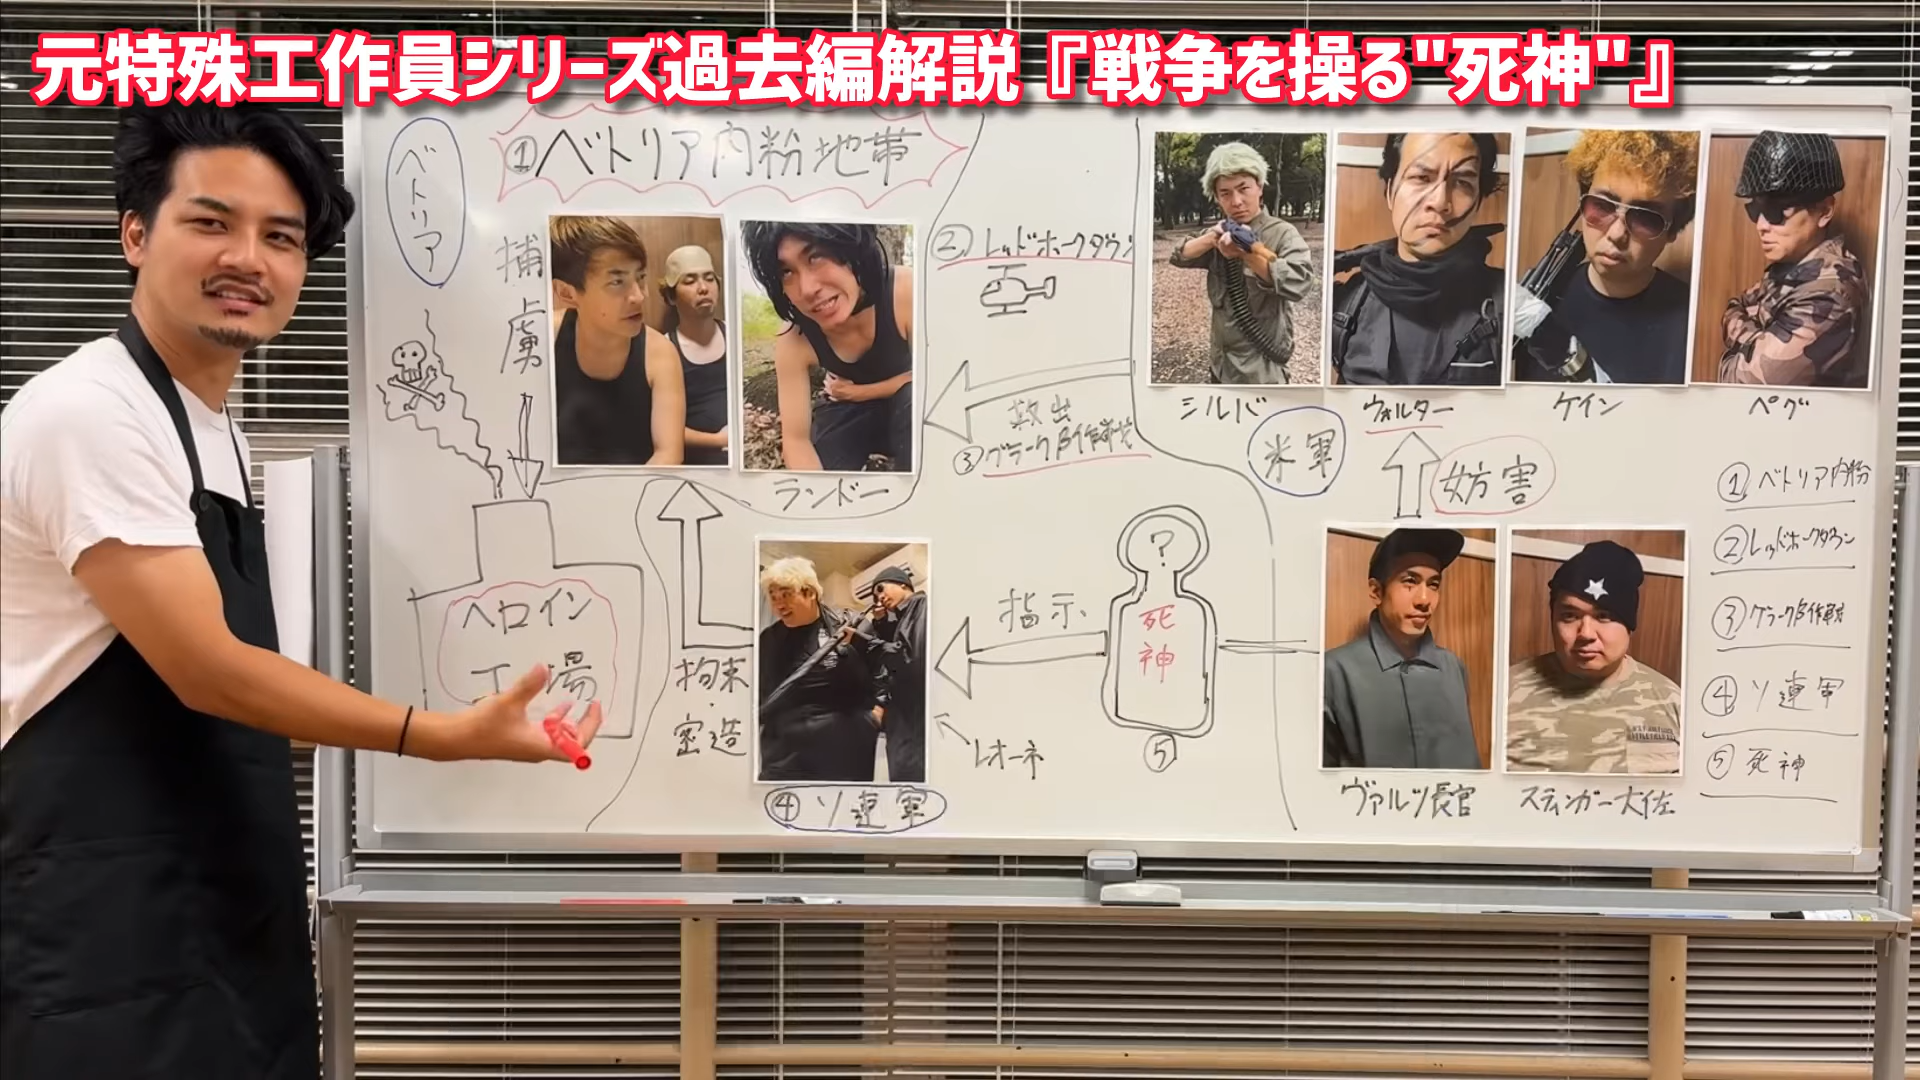 元特殊工作員シリーズ過去編解説『戦争を操る"死神"』
ベトリア
①ベトリア内粉地帯
捕虜
②レッドホークダウン
救出
③グラークβ作戦
シルバ
ウォルター
ケイン
ペグ
米軍
妨害
ランドー
ヘロイン
工場
拘束・
密造
指示
?
死神
⑤
レオーネ
④ソ連軍
ヴァルツ長官
スティンガー大佐
①ベトリア内粉
②レッドホークダウン
③グラークβ作戦
④ソ連軍
⑤死神